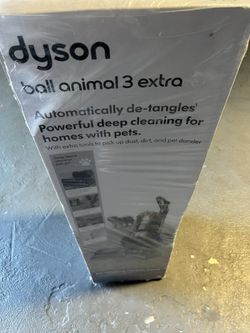 dyson
ball animal 3 extra
Automatically de-tangles¹
Powerful deep cleaning for
homes with pets.
With extra tools to pick up dust, dirt, and pet dander